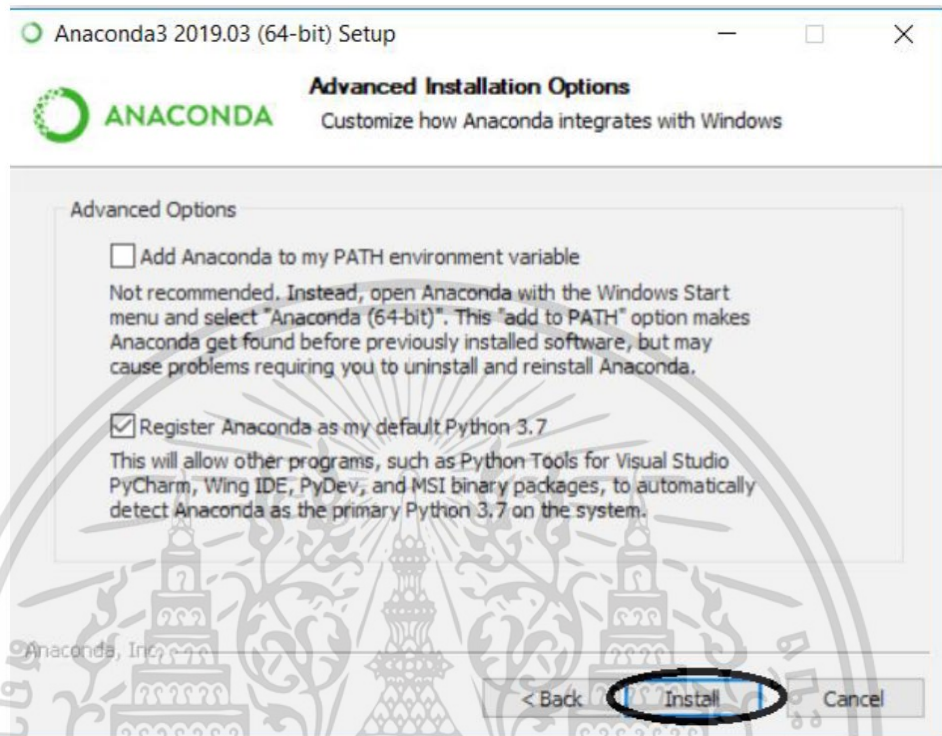 Anaconda3 2019.03 (64-bit) Setup
ANACONDA
Advanced Installation Options
Customize how Anaconda integrates with Windows
Advanced Options
Add Anaconda to my PATH environment variable
Not recommended. Instead, open Anaconda with the Windows Start
menu and select "Anaconda (64-bit)". This "add to PATH" option makes
Anaconda get found before previously installed software, but may
cause problems requiring you to uninstall and reinstall Anaconda.
Register Anaconda as my default Python 3.7
This will allow other programs, such as Python Tools for Visual Studio
PyCharm, Wing IDE, PyDev, and MSI binary packages, to automatically
detect Anaconda as the primary Python 3.7 on the system.
Anaconda, Inc.
< Back
Install
Cancel